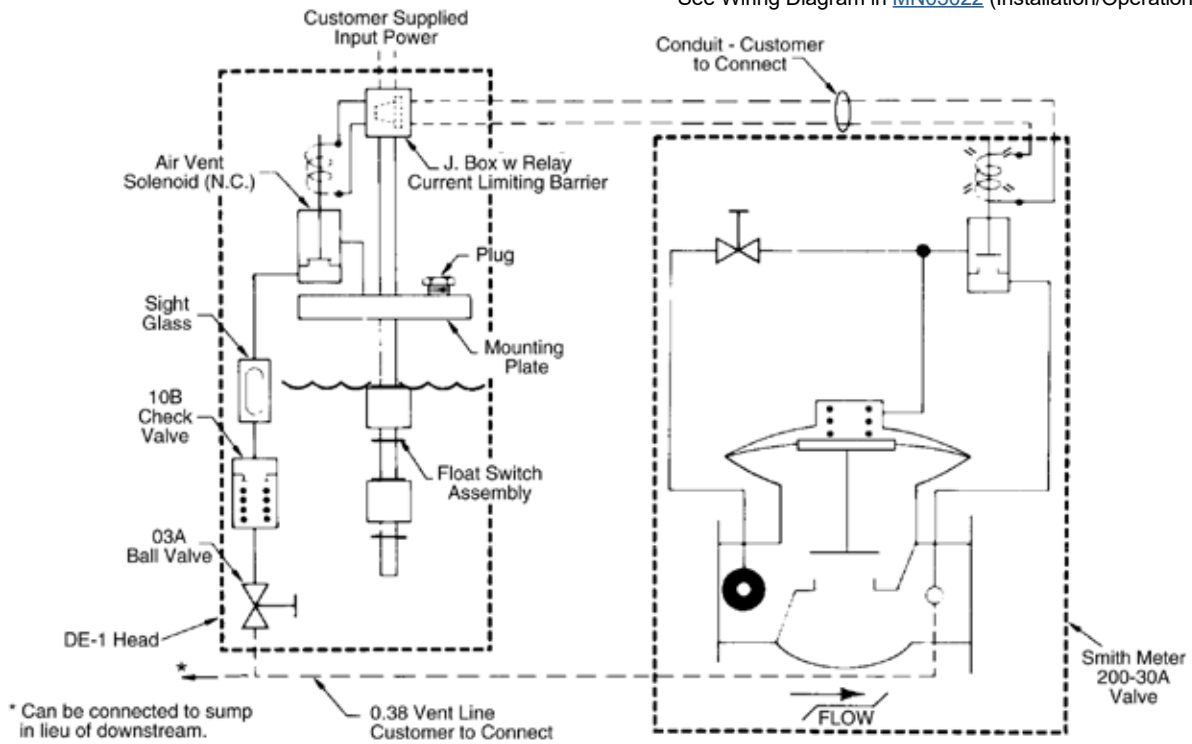 See Wiring Diagram in MN03022 (Installation/Operation
Customer Supplied
Input Power
Conduit - Customer
to Connect
Air Vent
Solenoid (N.C.)
J. Box w Relay
Current Limiting Barrier
Plug
Sight
Glass
Mounting
Plate
10B
Check
Valve
Float Switch
Assembly
03A
Ball Valve
DE-1 Head
Smith Meter
200-30A
Valve
*
* Can be connected to sump
in lieu of downstream.
0.38 Vent Line
Customer to Connect
FLOW